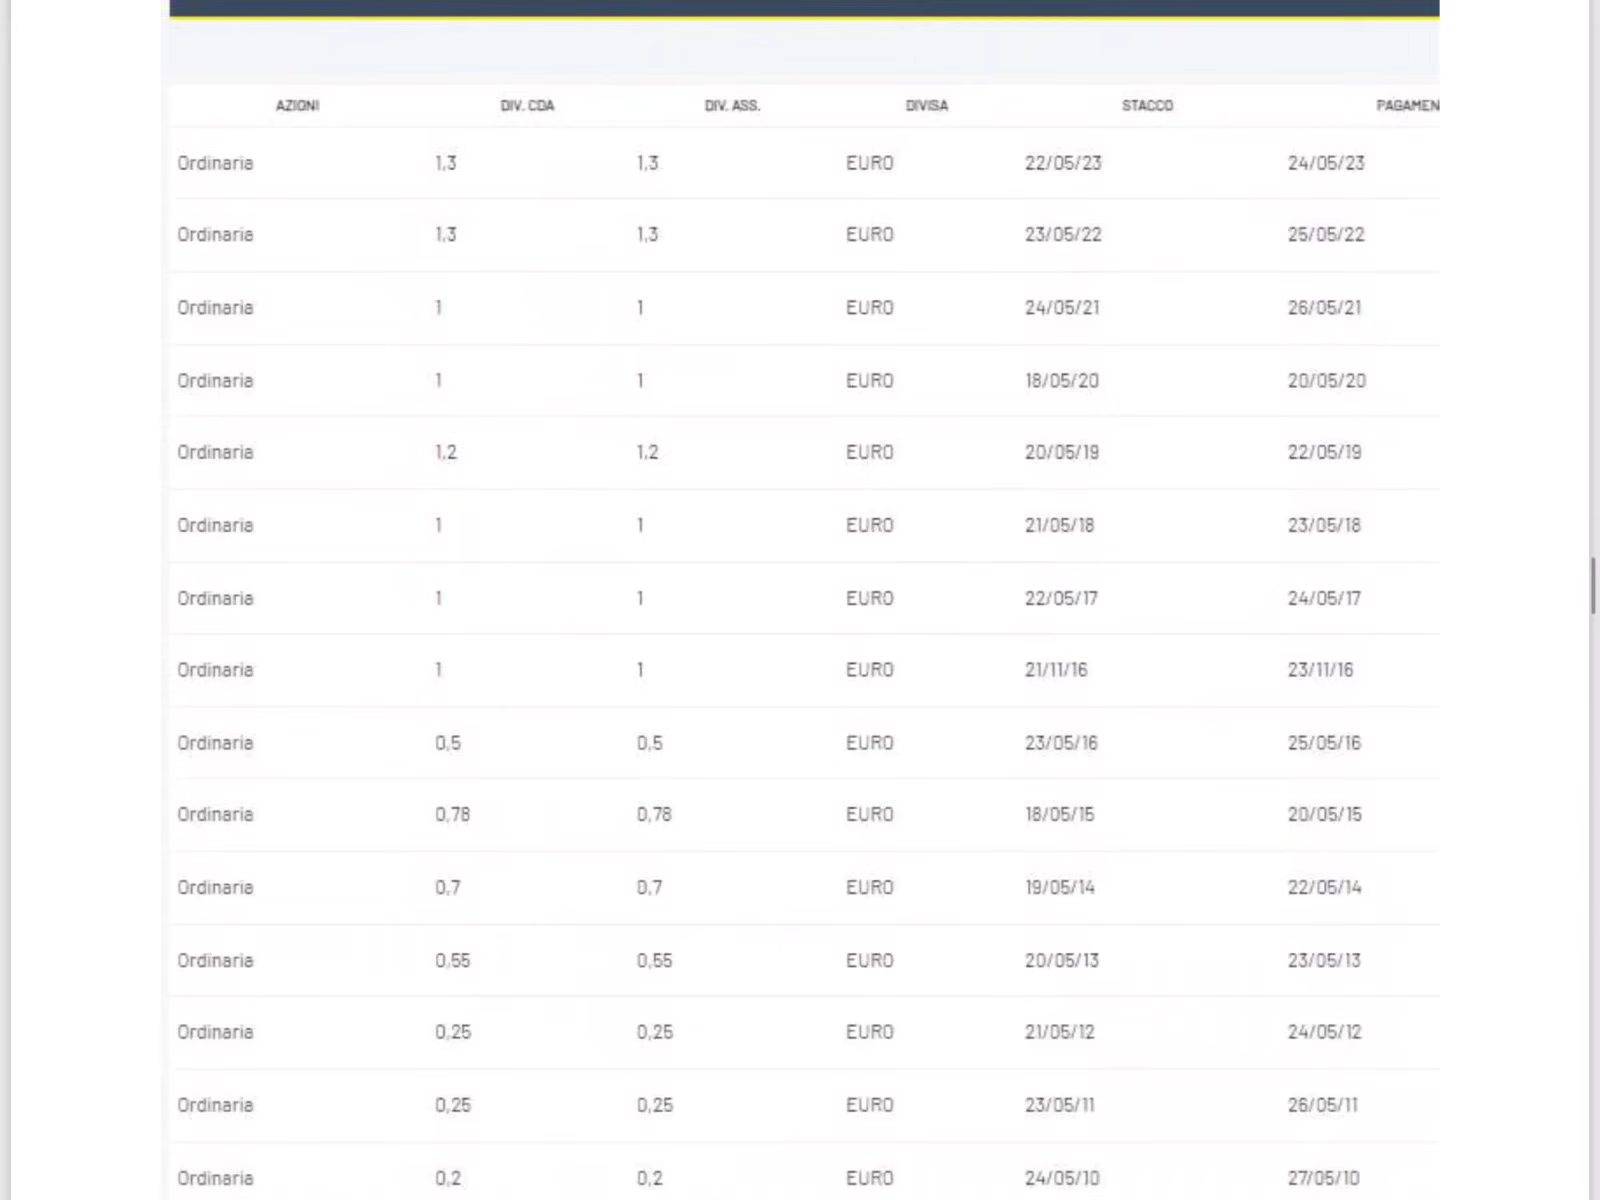 AZIONI DIV. CDA DIV. ASS. DIVISA STACCO PAGAMEN
Ordinaria 1,3 1,3 EURO 22/05/23 24/05/23
Ordinaria 1,3 1,3 EURO 23/05/22 25/05/22
Ordinaria 1 1 EURO 24/05/21 26/05/21
Ordinaria 1 1 EURO 18/05/20 20/05/20
Ordinaria 1,2 1,2 EURO 20/05/19 22/05/19
Ordinaria 1 1 EURO 21/05/18 23/05/18
Ordinaria 1 1 EURO 22/05/17 24/05/17
Ordinaria 1 1 EURO 21/11/16 23/11/16
Ordinaria 0,5 0,5 EURO 23/05/16 25/05/16
Ordinaria 0,78 0,78 EURO 18/05/15 20/05/15
Ordinaria 0,7 0,7 EURO 19/05/14 22/05/14
Ordinaria 0,55 0,55 EURO 20/05/13 23/05/13
Ordinaria 0,25 0,25 EURO 21/05/12 24/05/12
Ordinaria 0,25 0,25 EURO 23/05/11 26/05/11
Ordinaria 0,2 0,2 EURO 24/05/10 27/05/10